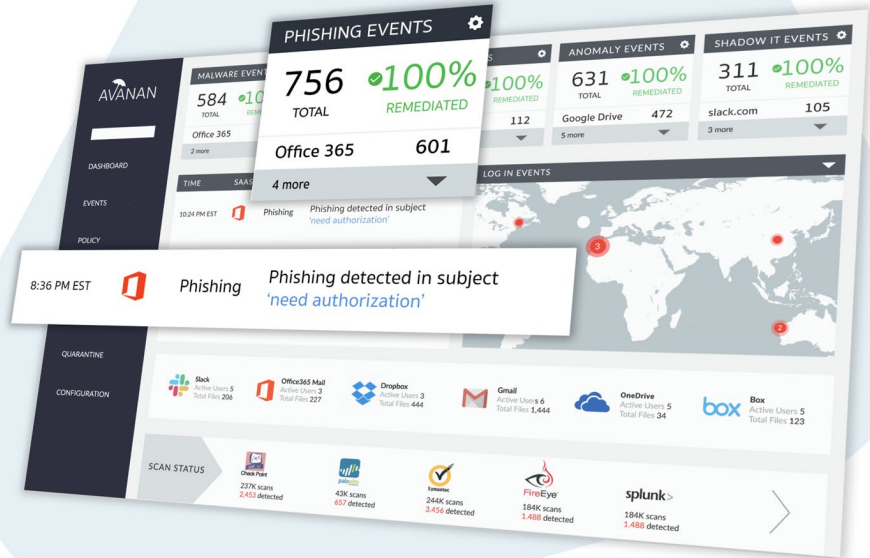 AVANAN
DASHBOARD
EVENTS
POLICY
QUARANTINE
CONFIGURATION
MALWARE EVENT
584
TOTAL
Office 365
2 more
PHISHING EVENTS
756 100%
TOTAL REMEDIATED
Office 365 601
4 more
100%
REMEDIATED
112
ANOMALY EVENTS
631 100%
TOTAL REMEDIATED
Google Drive 472
5 more
SHADOW IT EVENTS
311 100%
TOTAL REMEDIATED
slack.com 105
3 more
TIME SAAS
10:24 PM EST Phishing Phishing detected in subject
'need authorization'
8:36 PM EST Phishing Phishing detected in subject
'need authorization'
LOG IN EVENTS
3
2
Slack
Active Users 5
Total Files 206
Office365 Mail
Active Users 3
Total Files 227
Dropbox
Active Users 3
Total Files 444
Gmail
Active Users 6
Total Files 1,444
OneDrive
Active Users 5
Total Files 34
box
Box
Active Users 5
Total Files 123
SCAN STATUS
Check Point
237K scans
2,453 detected
paloalto
43K scans
657 detected
Symantec
244K scans
3.456 detected
FireEye
184K scans
1.488 detected
splunk>
184K scans
1.488 detected